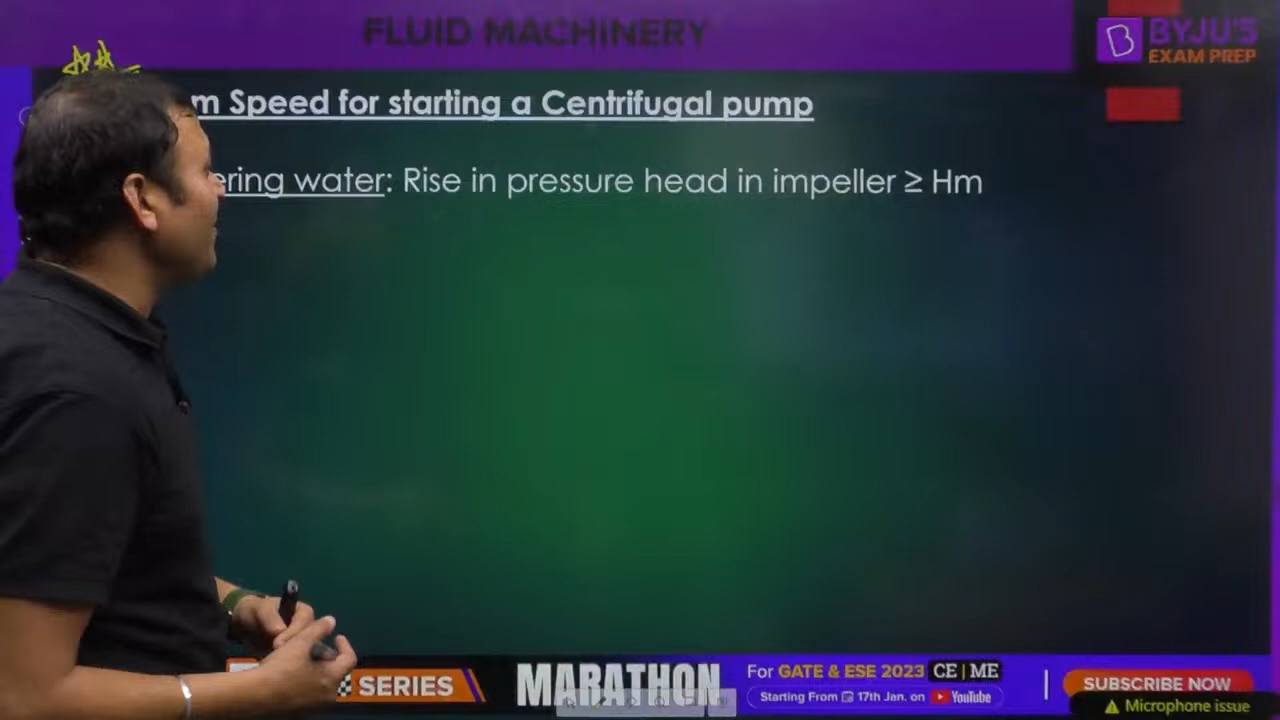 FLUID MACHINERY
BYJU'S
EXAM PREP
m Speed for starting a Centrifugal pump
ering water: Rise in pressure head in impeller ≥ Hm
SERIES
MARATHON
For GATE & ESE 2023 CE | ME
Starting From 17th Jan. on YouTube
SUBSCRIBE NOW
Microphone issue